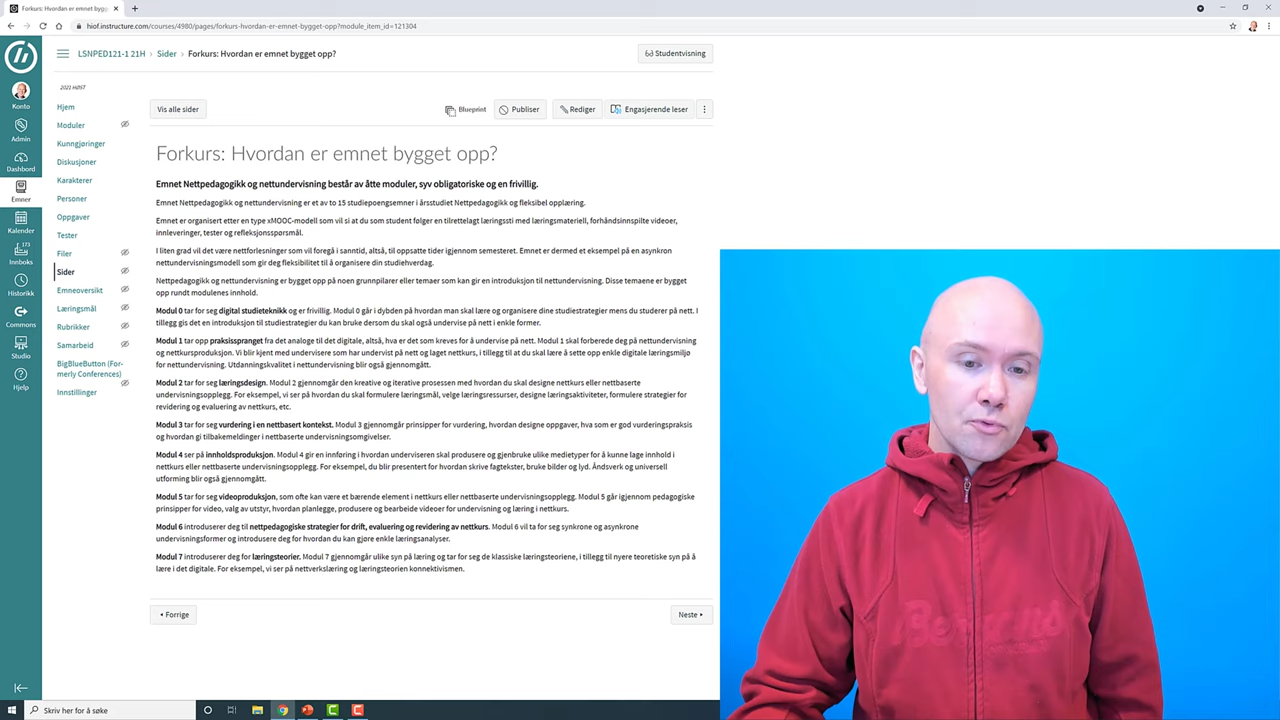 Forkurs: Hvordan er emnet bygg
hiof.instructure.com/courses/4980/pages/forkurs-hvordan-er-emnet-bygget-opp?module_item_id=121304
LSNPED121-1 21H › Sider › Forkurs: Hvordan er emnet bygget opp?
Studentvisning
2021 HØST
Konto
Admin
Dashbord
Emner
Kalender
173
Innboks
Historikk
Commons
Studio
Hjelp
Hjem
Moduler
Kunngjøringer
Diskusjoner
Karakterer
Personer
Oppgaver
Tester
Filer
Sider
Emneoversikt
Læringsmål
Rubrikker
Samarbeid
BigBlueButton (For-
merly Conferences)
Innstillinger
Vis alle sider
Blueprint
Publiser
Rediger
Engasjerende leser
Forkurs: Hvordan er emnet bygget opp?
Emnet Nettpedagogikk og nettundervisning består av åtte moduler, syv obligatoriske og en frivillig.
Emnet Nettpedagogikk og nettundervisning er et av to 15 studiepoengsemner i årsstudiet Nettpedagogikk og fleksibel opplæring.
Emnet er organisert etter en type xMOOC-modell som vil si at du som student følger en tilrettelagt læringssti med læringsmateriell, forhåndsinnspilte videoer,
innleveringer, tester og refleksjonsspørsmål.
I liten grad vil det være nettforlesninger som vil foregå i sanntid, altså, til oppsatte tider igjennom semesteret. Emnet er dermed et eksempel på en asynkron
nettundervisningsmodell som gir deg fleksibilitet til å organisere din studiehverdag.
Nettpedagogikk og nettundervisning er bygget opp på noen grunnpilarer eller temaer som kan gir en introduksjon til nettundervisning. Disse temaene er bygget
opp rundt modulenes innhold.
Modul 0 tar for seg digital studieteknikk og er frivillig. Modul 0 går i dybden på hvordan man skal lære og organisere dine studiestrategier mens du studerer på nett. I
tillegg gis det en introduksjon til studiestrategier du kan bruke dersom du skal også undervise på nett i enkle former.
Modul 1 tar opp praksisspranget fra det analoge til det digitale, altså, hva er det som kreves for å undervise på nett. Modul 1 skal forberede deg på nettundervisning
og nettkursproduksjon. Vi blir kjent med undervisere som har undervist på nett og laget nettkurs, i tillegg til at du skal lære å sette opp enkle digitale læringsmiljø
for nettundervisning. Utdanningskvalitet i nettundervisning blir også gjennomgått.
Modul 2 tar for seg læringsdesign. Modul 2 gjennomgår den kreative og iterative prosessen med hvordan du skal designe nettkurs eller nettbaserte
undervisningsopplegg. For eksempel, vi ser på hvordan du skal formulere læringsmål, velge læringsressurser, designe læringsaktiviteter, formulere strategier for
revidering og evaluering av nettkurs, etc.
Modul 3 tar for seg vurdering i en nettbasert kontekst. Modul 3 gjennomgår prinsipper for vurdering, hvordan designe oppgaver, hva som er god vurderingspraksis
og hvordan gi tilbakemeldinger i nettbaserte undervisningsomgivelser.
Modul 4 ser på innholdsproduksjon. Modul 4 gir en innføring i hvordan underviseren skal produsere og gjenbruke ulike medietyper for å kunne lage innhold i
nettkurs eller nettbaserte undervisningsopplegg. For eksempel, du blir presentert for hvordan skrive fagtekster, bruke bilder og lyd. Åndsverk og universell
utforming blir også gjennomgått.
Modul 5 tar for seg videoproduksjon, som ofte kan være et bærende element i nettkurs eller nettbaserte undervisningsopplegg. Modul 5 går igjennom pedagogiske
prinsipper for video, valg av utstyr, hvordan planlegge, produsere og bearbeide videoer for undervisning og læring i nettkurs.
Modul 6 introduserer deg til nettpedagogiske strategier for drift, evaluering og revidering av nettkurs. Modul 6 vil ta for seg synkrone og asynkrone
undervisningsformer og introdusere deg for hvordan du kan gjøre enkle læringsanalyser.
Modul 7 introduserer deg for læringsteorier. Modul 7 gjennomgår ulike syn på læring og tar for seg de klassiske læringsteoriene, i tillegg til nyere teoretiske syn på å
lære i det digitale. For eksempel, vi ser på nettverkslæring og læringsteorien konnektivismen.
Forrige
Neste
Skriv her for å søke